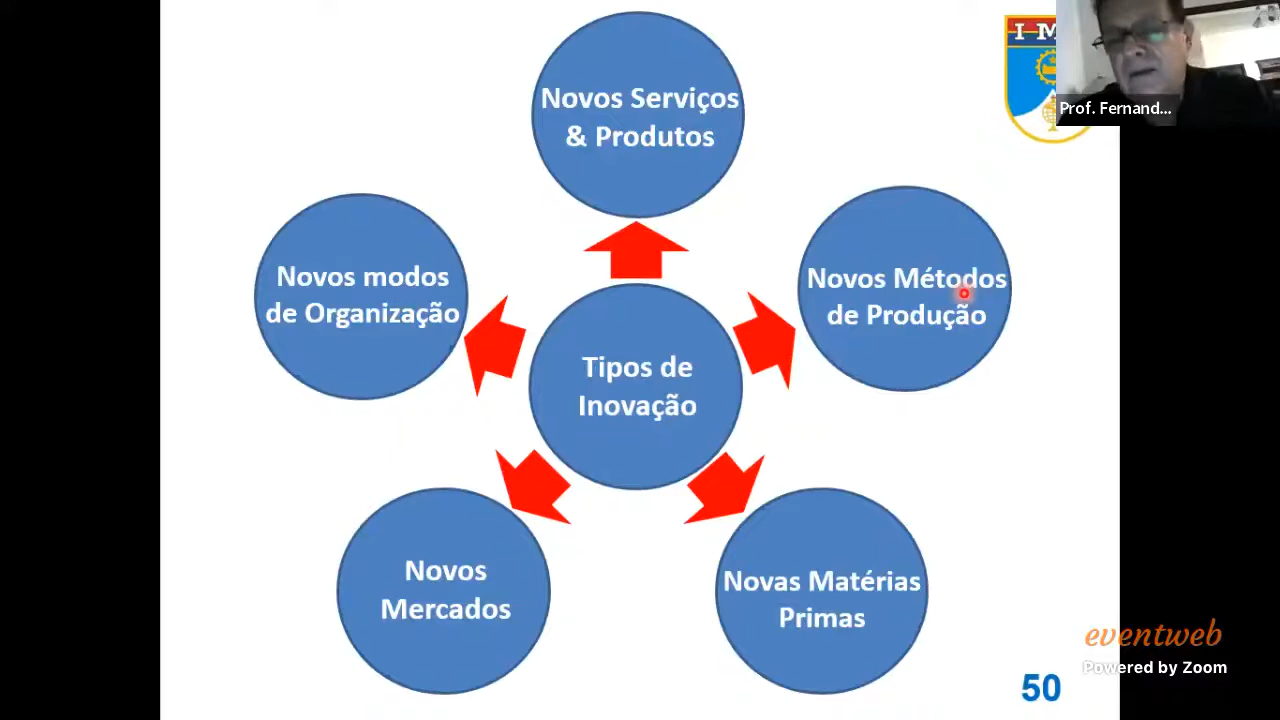 Novos Serviços
& Produtos
I M
Prof. Fernand...
Novos modos
de Organização
Novos Métodos
de Produção
Tipos de
Inovação
Novos
Mercados
Novas Matérias
Primas
eventweb
Powered by Zoom
50